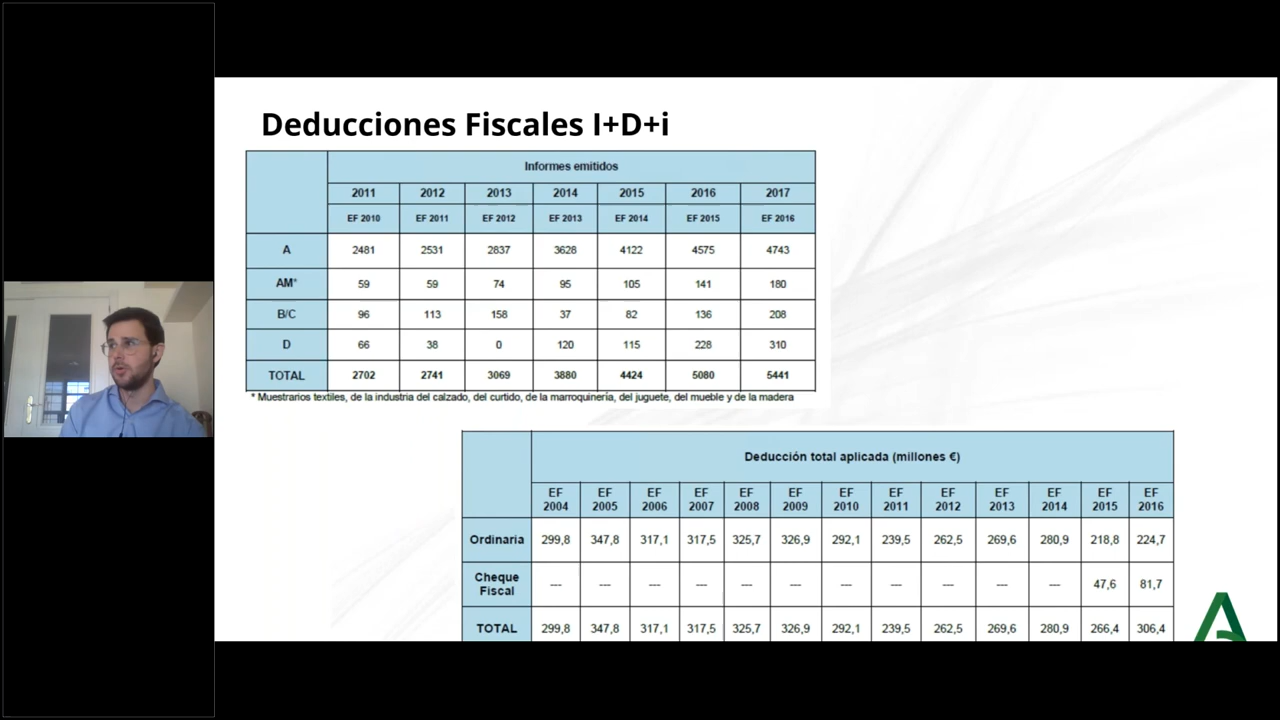 Deducciones Fiscales I+D+i
Informes emitidos
2011 2012 2013 2014 2015 2016 2017
EF 2010 EF 2011 EF 2012 EF 2013 EF 2014 EF 2015 EF 2016
A 2481 2531 2837 3628 4122 4575 4743
AM* 59 59 74 95 105 141 180
B/C 96 113 158 37 82 136 208
D 66 38 0 120 115 228 310
TOTAL 2702 2741 3069 3880 4424 5080 5441
* Muestrarios textiles, de la industria del calzado, del curtido, de la marroquinería, del juguete, del mueble y de la madera
Deducción total aplicada (millones €)
EF 2004 EF 2005 EF 2006 EF 2007 EF 2008 EF 2009 EF 2010 EF 2011 EF 2012 EF 2013 EF 2014 EF 2015 EF 2016
Ordinaria 299,8 347,8 317,1 317,5 325,7 326,9 292,1 239,5 262,5 269,6 280,9 218,8 224,7
Cheque Fiscal --- --- --- --- --- --- --- --- --- --- --- 47,6 81,7
TOTAL 299,8 347,8 317,1 317,5 325,7 326,9 292,1 239,5 262,5 269,6 280,9 266,4 306,4